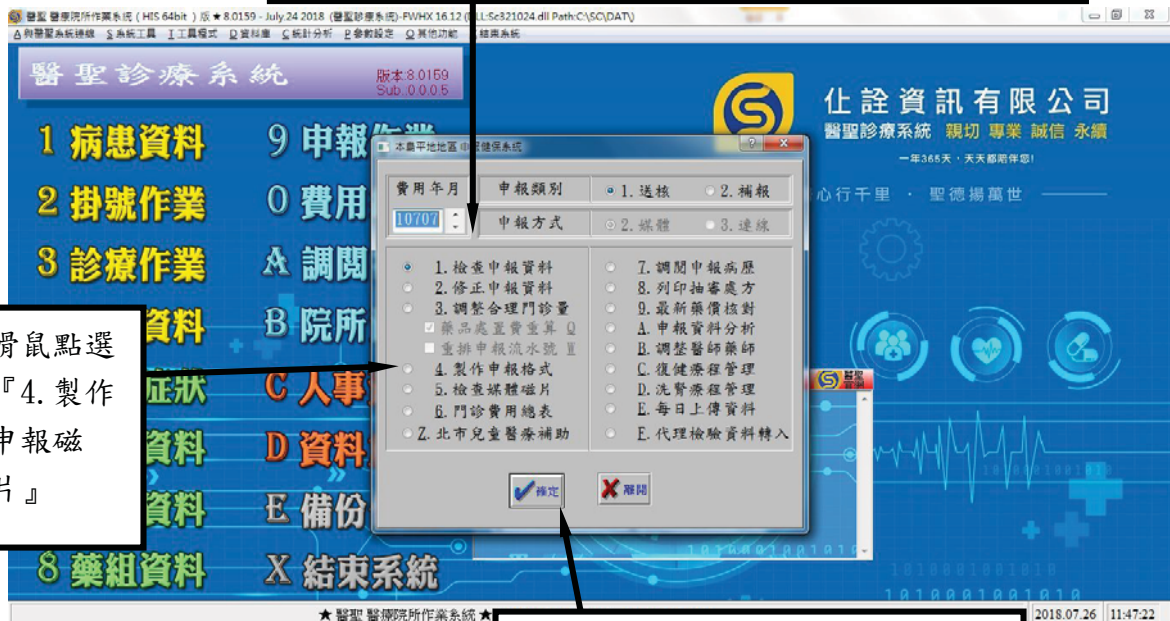 醫聖 醫療院所作業系統 ( HIS 64bit ) 版★8.0159 - July.24 2018 (醫聖診療系統)-FWHX 16.12 (
LL:Sc321024.dll Path:C:\SC\DAT\)
A與醫聖系統連線 S系統工具 I工具程式 D資料庫 C統計分析 P參數設定 Q其他功能
結束系統
醫聖診療系統
版本:8.0159
Sub.:0.0.0.5
仕詮資訊有限公司
醫聖診療系統 親切 專業 誠信 永續
一年365天，天天都陪伴您!
心行千里 · 聖德揚萬世
1 病患資料
2 掛號作業
3 診療作業
資料
症狀
資料
資料
8 藥組資料
9 申報作業
0 費用
A 調閱
B 院所
C 人事
D 資料
E 備份
X 結束系統
本島平地地區 申報健保系統
費用年月
10707
申報類別
1.送核
2.補報
申報方式
2.媒體
3.連線
1.檢查申報資料
2.修正申報資料
3.調整合理門診量
藥品處置費重算 Q
重排申報流水號 W
4.製作申報格式
5.檢查媒體磁片
6.門診費用總表
Z.北市兒童醫療補助
7.調閱申報病歷
8.列印抽審處方
9.最新藥價核對
A.申報資料分析
B.調整醫師藥師
C.復健療程管理
D.洗腎療程管理
E.每日上傳資料
F.代理檢驗資料轉入
確定
離開
滑鼠點選
『4.製作
申報磁
片』
醫聖
★ 醫聖 醫療院所作業系統 ★
2018.07.26
11:47:22